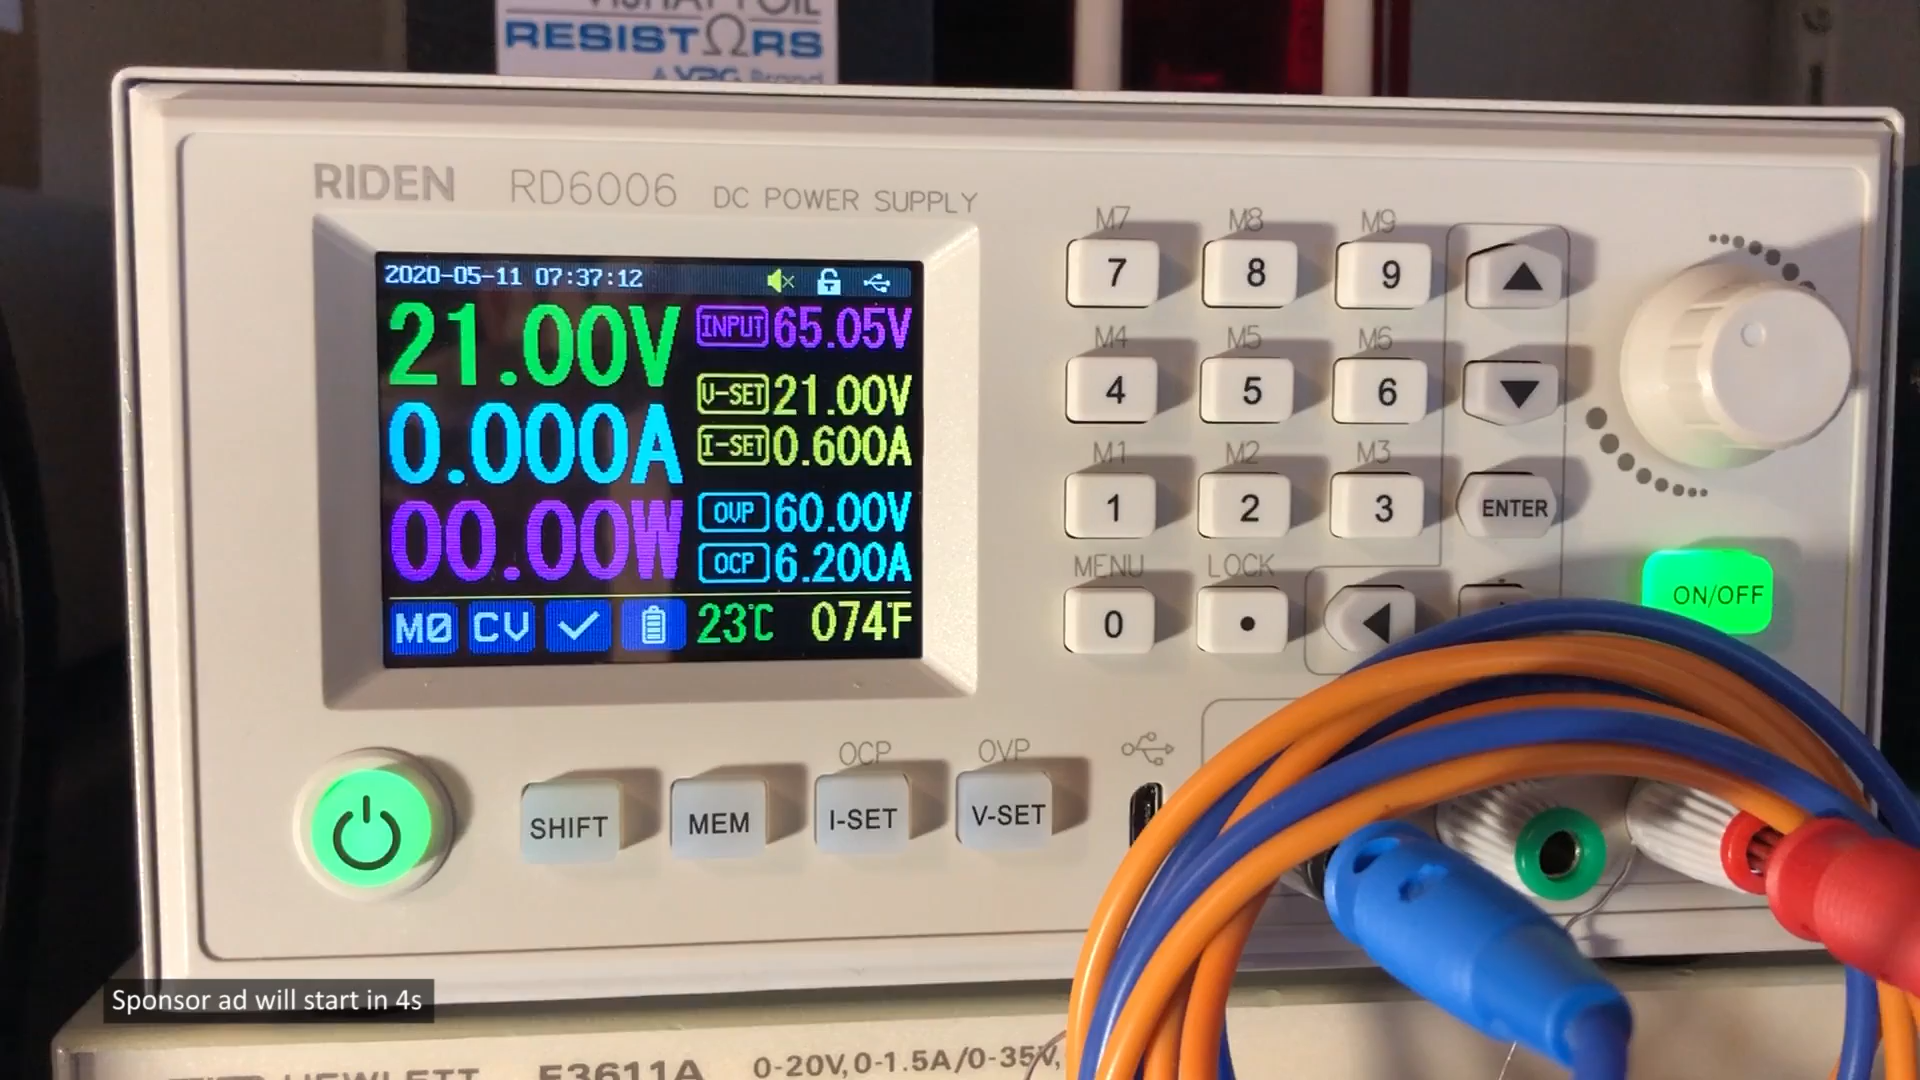 RESISTΩRS
RIDEN RD6006 DC POWER SUPPLY
2020-05-11 07:37:12
21.00V
0.000A
00.00W
INPUT 65.05V
V-SET 21.00V
I-SET 0.600A
OVP 60.00V
OCP 6.200A
M0 CV 23℃ 074℉
M7 M8 M9
7 8 9
M4 M5 M6
4 5 6
M1 M2 M3
1 2 3 ENTER
MENU LOCK
0 •
ON/OFF
OCP OVP
SHIFT MEM I-SET V-SET
Sponsor ad will start in 4s
HEWLETT E3611A 0-20V,0-1.5A/0-35V,